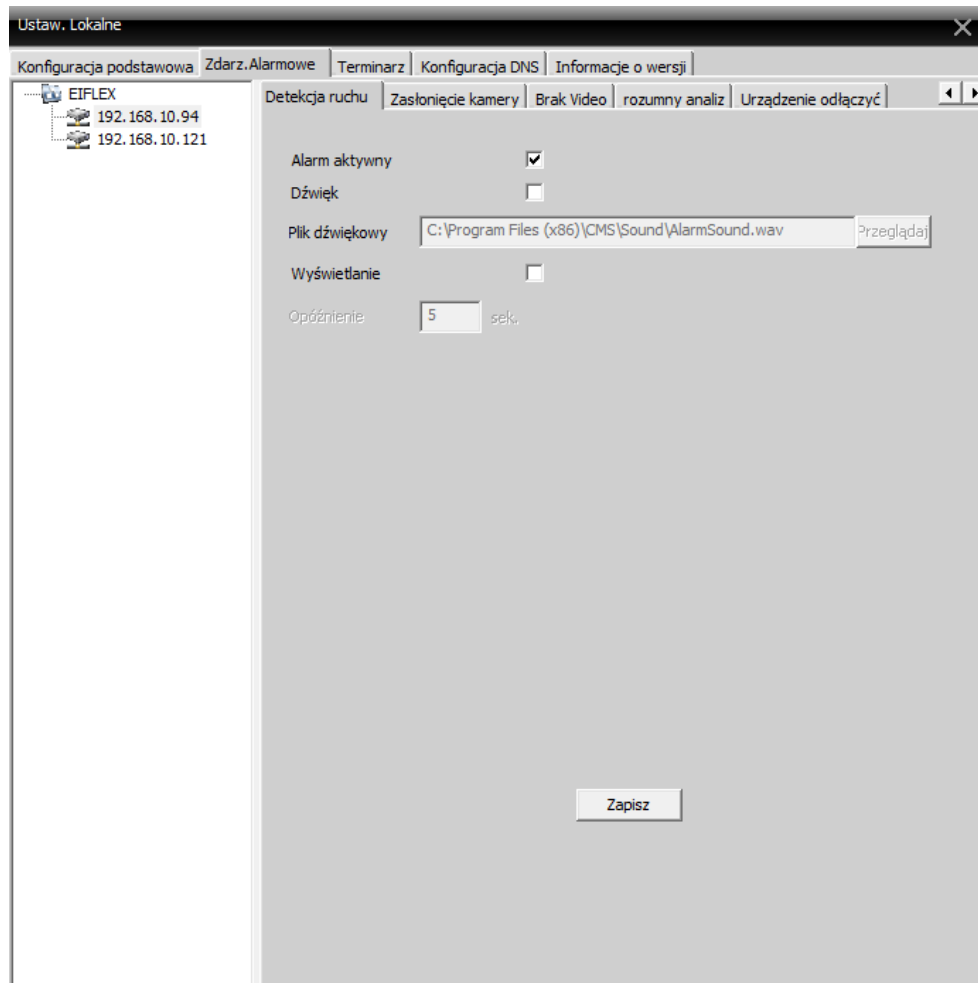 Ustaw. Lokalne
Konfiguracja podstawowa Zdarz.Alarmowe Terminarz Konfiguracja DNS Informacje o wersji
EIFLEX
192.168.10.94
192.168.10.121
Detekcja ruchu Zasłonięcie kamery Brak Video rozumny analiz Urządzenie odłączyć
Alarm aktywny
Dźwięk
Plik dźwiękowy C:\Program Files (x86)\CMS\Sound\AlarmSound.wav Przeglądaj
Wyświetlanie
Opóźnienie 5 sek.
Zapisz